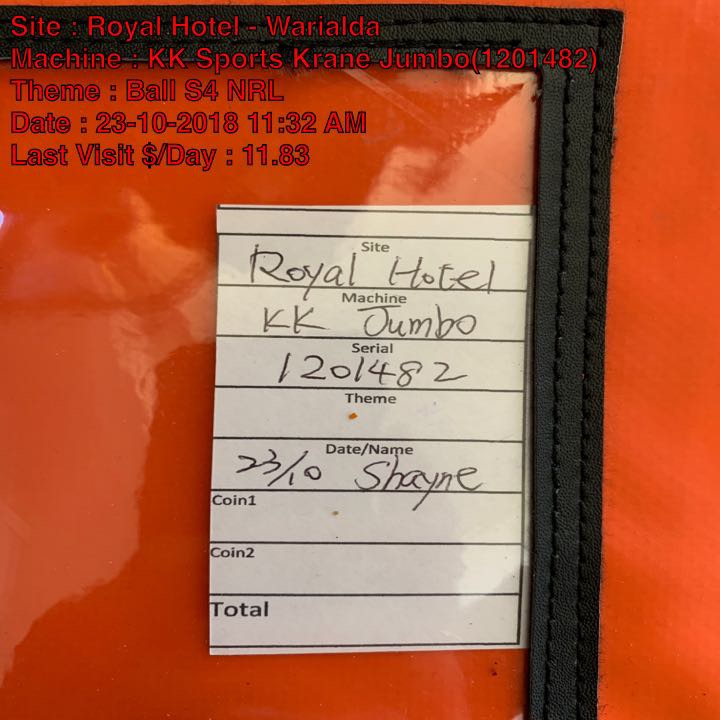 Site : Royal Hotel - Warialda
Machine : KK Sports Krane Jumbo(1201482)
Theme : Ball S4 NRL
Date : 23-10-2018 11:32 AM
Last Visit $/Day : 11.83
Site
Royal Hotel
Machine
KK Jumbo
Serial
1201482
Theme
Date/Name
23/10 Shayne
Coin1
Coin2
Total